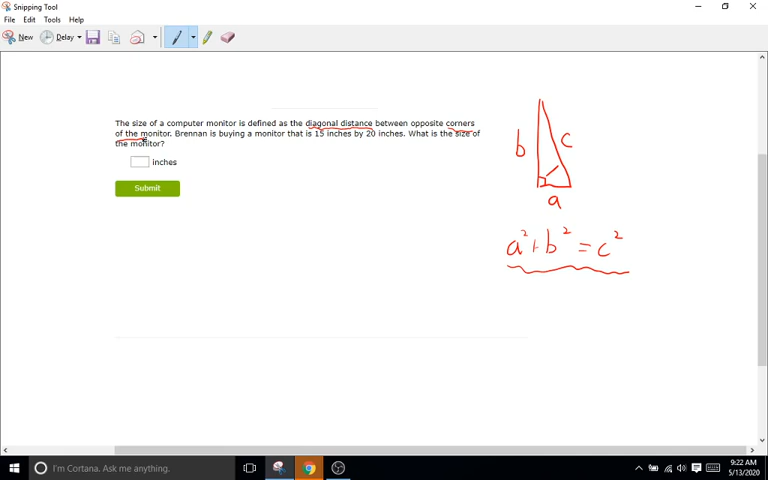 Snipping Tool
File Edit Tools Help
New Delay
The size of a computer monitor is defined as the diagonal distance between opposite corners
of the monitor. Brennan is buying a monitor that is 15 inches by 20 inches. What is the size of
the monitor?
inches
Submit
b c
a
a² + b² = c²
I'm Cortana. Ask me anything.
9:22 AM
5/13/2020